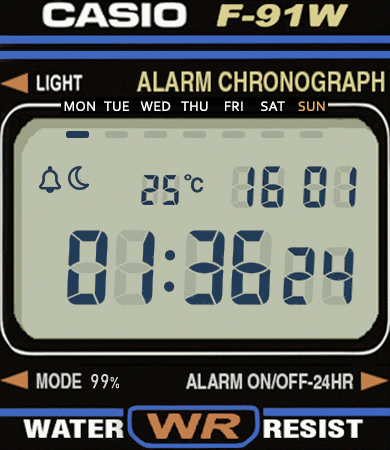 CASIO F-91W
LIGHT ALARM CHRONOGRAPH
MON TUE WED THU FRI SAT SUN
25°C 16 01
01:36 24
MODE 99% ALARM ON/OFF-24HR
WATER WR RESIST